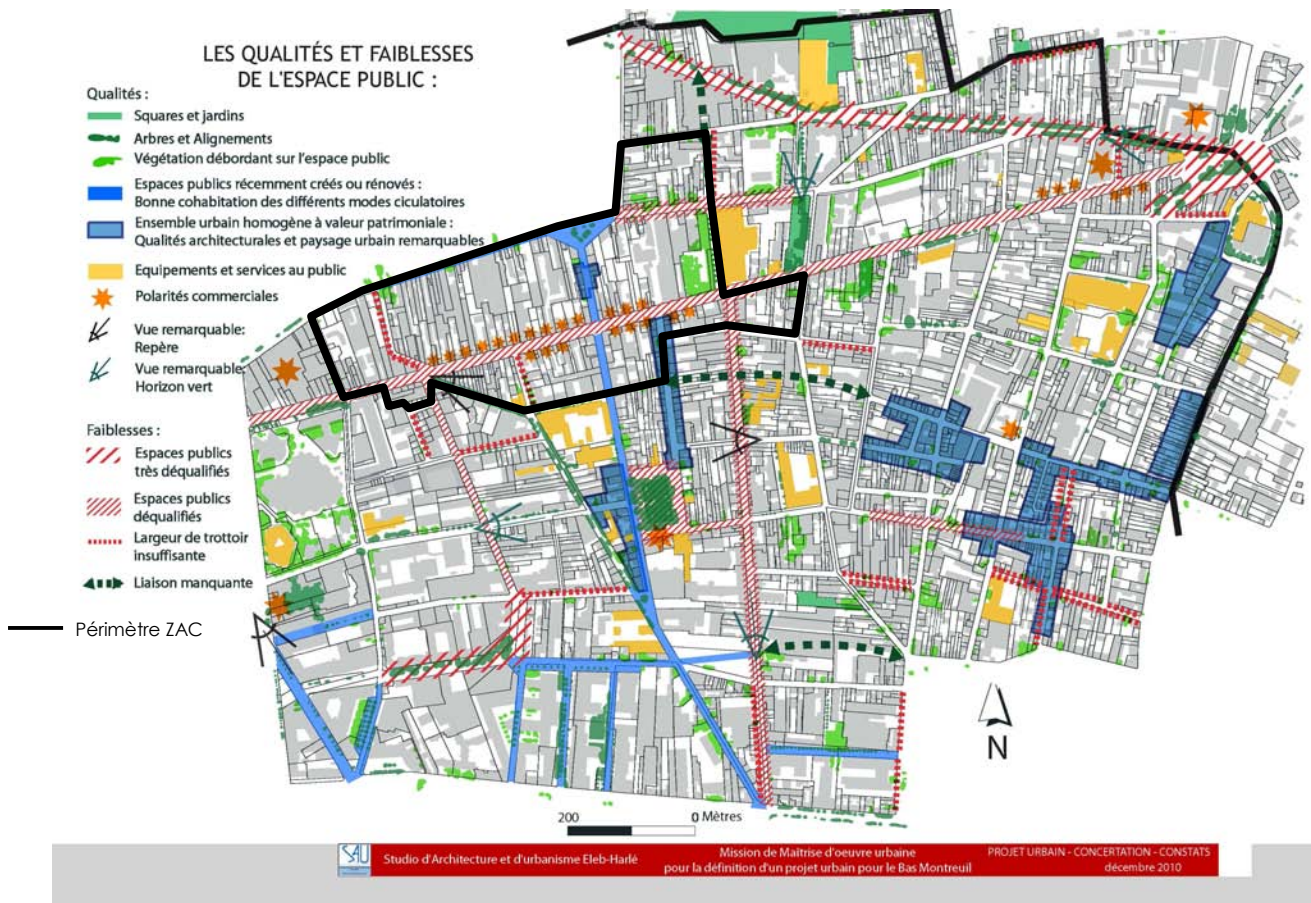 LES QUALITÉS ET FAIBLESSES
DE L'ESPACE PUBLIC :
Qualités :
Squares et jardins
Arbres et Alignements
Végétation débordant sur l'espace public
Espaces publics récemment créés ou rénovés :
Bonne cohabitation des différents modes ciculatoires
Ensemble urbain homogène à valeur patrimoniale :
Qualités architecturales et paysage urbain remarquables
Equipements et services au public
Polarités commerciales
Vue remarquable:
Repère
Vue remarquable:
Horizon vert
Faiblesses :
Espaces publics
très déqualifiés
Espaces publics
déqualifiés
Largeur de trottoir
insuffisante
Liaison manquante
Périmètre ZAC
N
200 0 Mètres
SAU
Studio d'Architecture et d'urbanisme Eleb-Harlé
Mission de Maîtrise d'oeuvre urbaine
pour la définition d'un projet urbain pour le Bas Montreuil
PROJET URBAIN - CONCERTATION - CONSTATS
décembre 2010